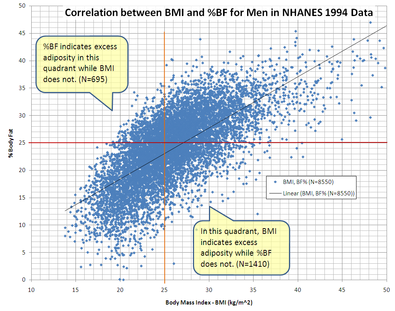 Correlation between BMI and %BF for Men in NHANES 1994 Data
%BF indicates excess
adiposity in this
quadrant while BMI
does not. (N=695)
% Body Fat
50
45
40
35
30
25
20
15
10
5
0
BMI, BF% (N=8550)
Linear (BMI, BF% (N=8550))
In this quadrant, BMI
indicates excess
adiposity while %BF
does not. (N=1410)
10
15
20
25
30
35
40
45
50
Body Mass Index - BMI (kg/m^2)